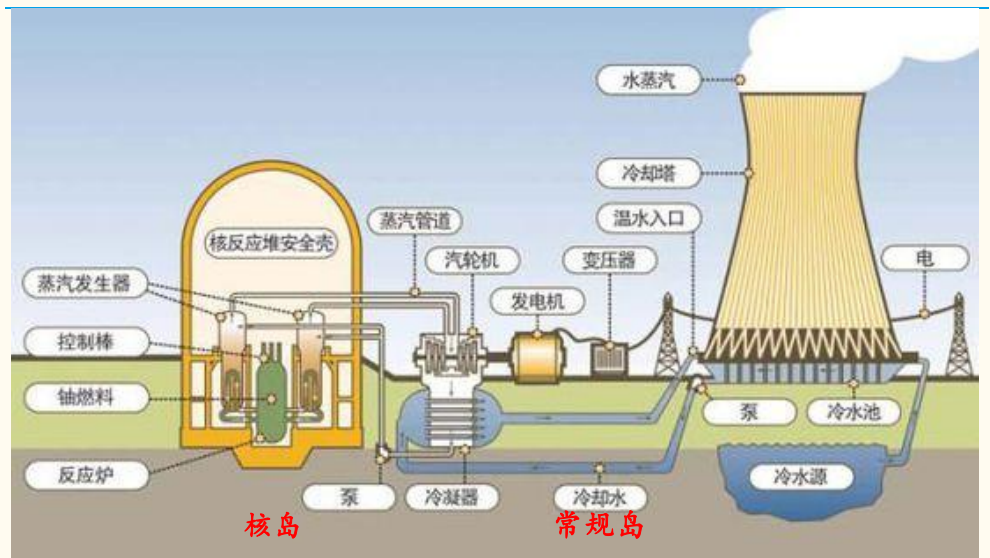 水蒸汽
冷却塔
温水入口
蒸汽管道
核反应堆安全壳
汽轮机
变压器
电
蒸汽发生器
发电机
控制棒
铀燃料
泵
冷水池
反应炉
冷水源
泵
冷凝器
冷却水
核岛
常规岛